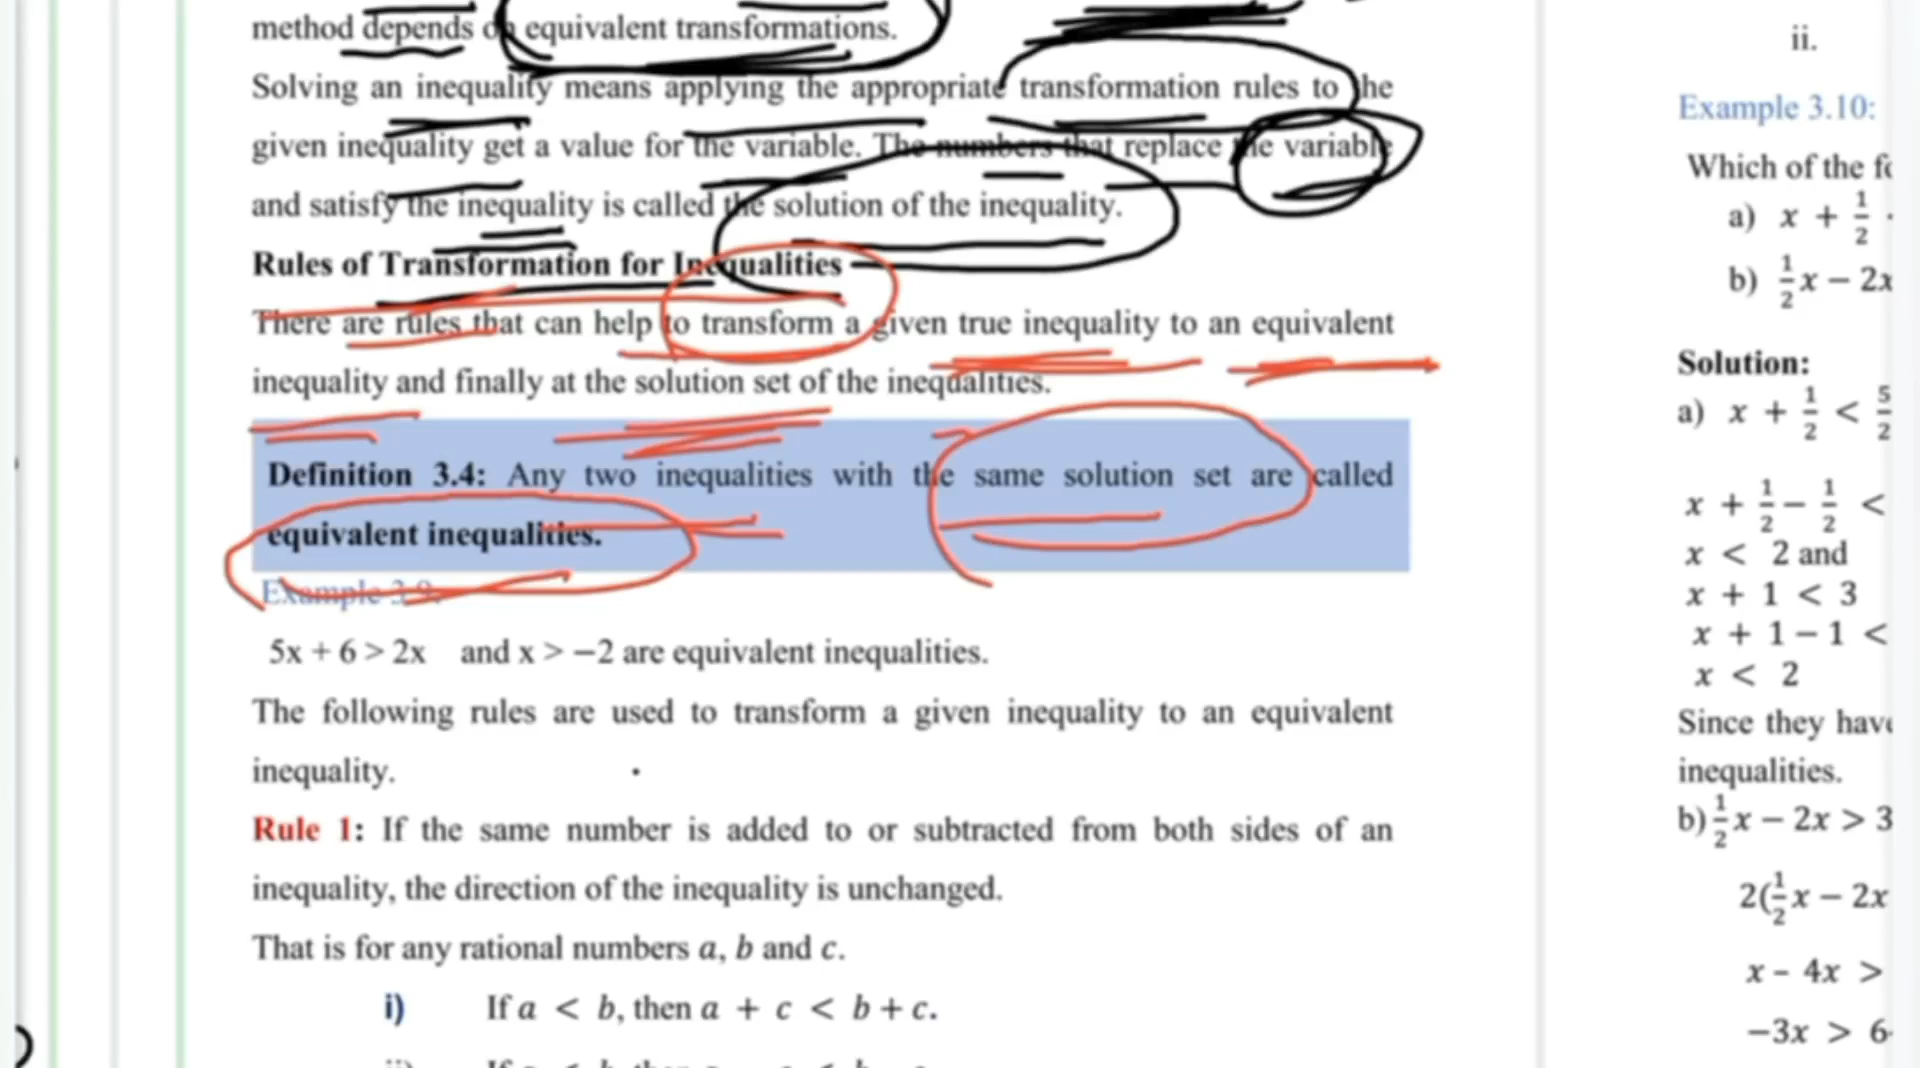 method depends on equivalent transformations.
Solving an inequality means applying the appropriate transformation rules to the
given inequality get a value for the variable. The numbers that replace the variable
and satisfy the inequality is called the solution of the inequality.
Rules of Transformation for Inequalities
There are rules that can help to transform a given true inequality to an equivalent
inequality and finally at the solution set of the inequalities.
Definition 3.4: Any two inequalities with the same solution set are called
equivalent inequalities.
Example 3.9:
5x + 6 > 2x and x > −2 are equivalent inequalities.
The following rules are used to transform a given inequality to an equivalent
inequality.
Rule 1: If the same number is added to or subtracted from both sides of an
inequality, the direction of the inequality is unchanged.
That is for any rational numbers a, b and c.
i) If a < b, then a + c < b + c.
ii.
Example 3.10:
Which of the
a) x + 1/2
b) 1/2 x − 2x
Solution:
a) x + 1/2 < 5/2
x + 1/2 − 1/2 <
x < 2 and
x + 1 < 3
x + 1 − 1 <
x < 2
Since they have
inequalities.
b) 1/2 x − 2x > 3
2(1/2 x − 2x
x − 4x >
−3x > 6